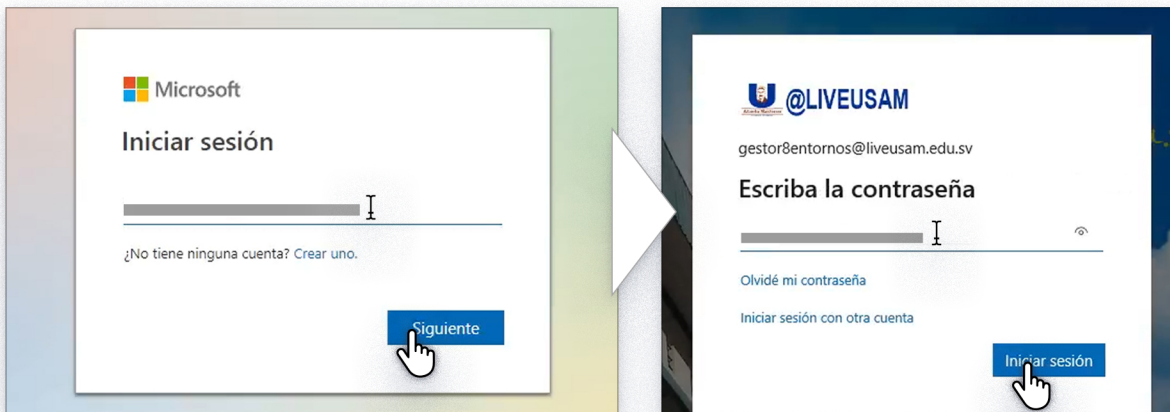 Microsoft
Iniciar sesión
¿No tiene ninguna cuenta? Crear uno.
Siguiente
@LIVEUSAM
gestor8entornos@liveusam.edu.sv
Escriba la contraseña
Olvidé mi contraseña
Iniciar sesión con otra cuenta
Iniciar sesión